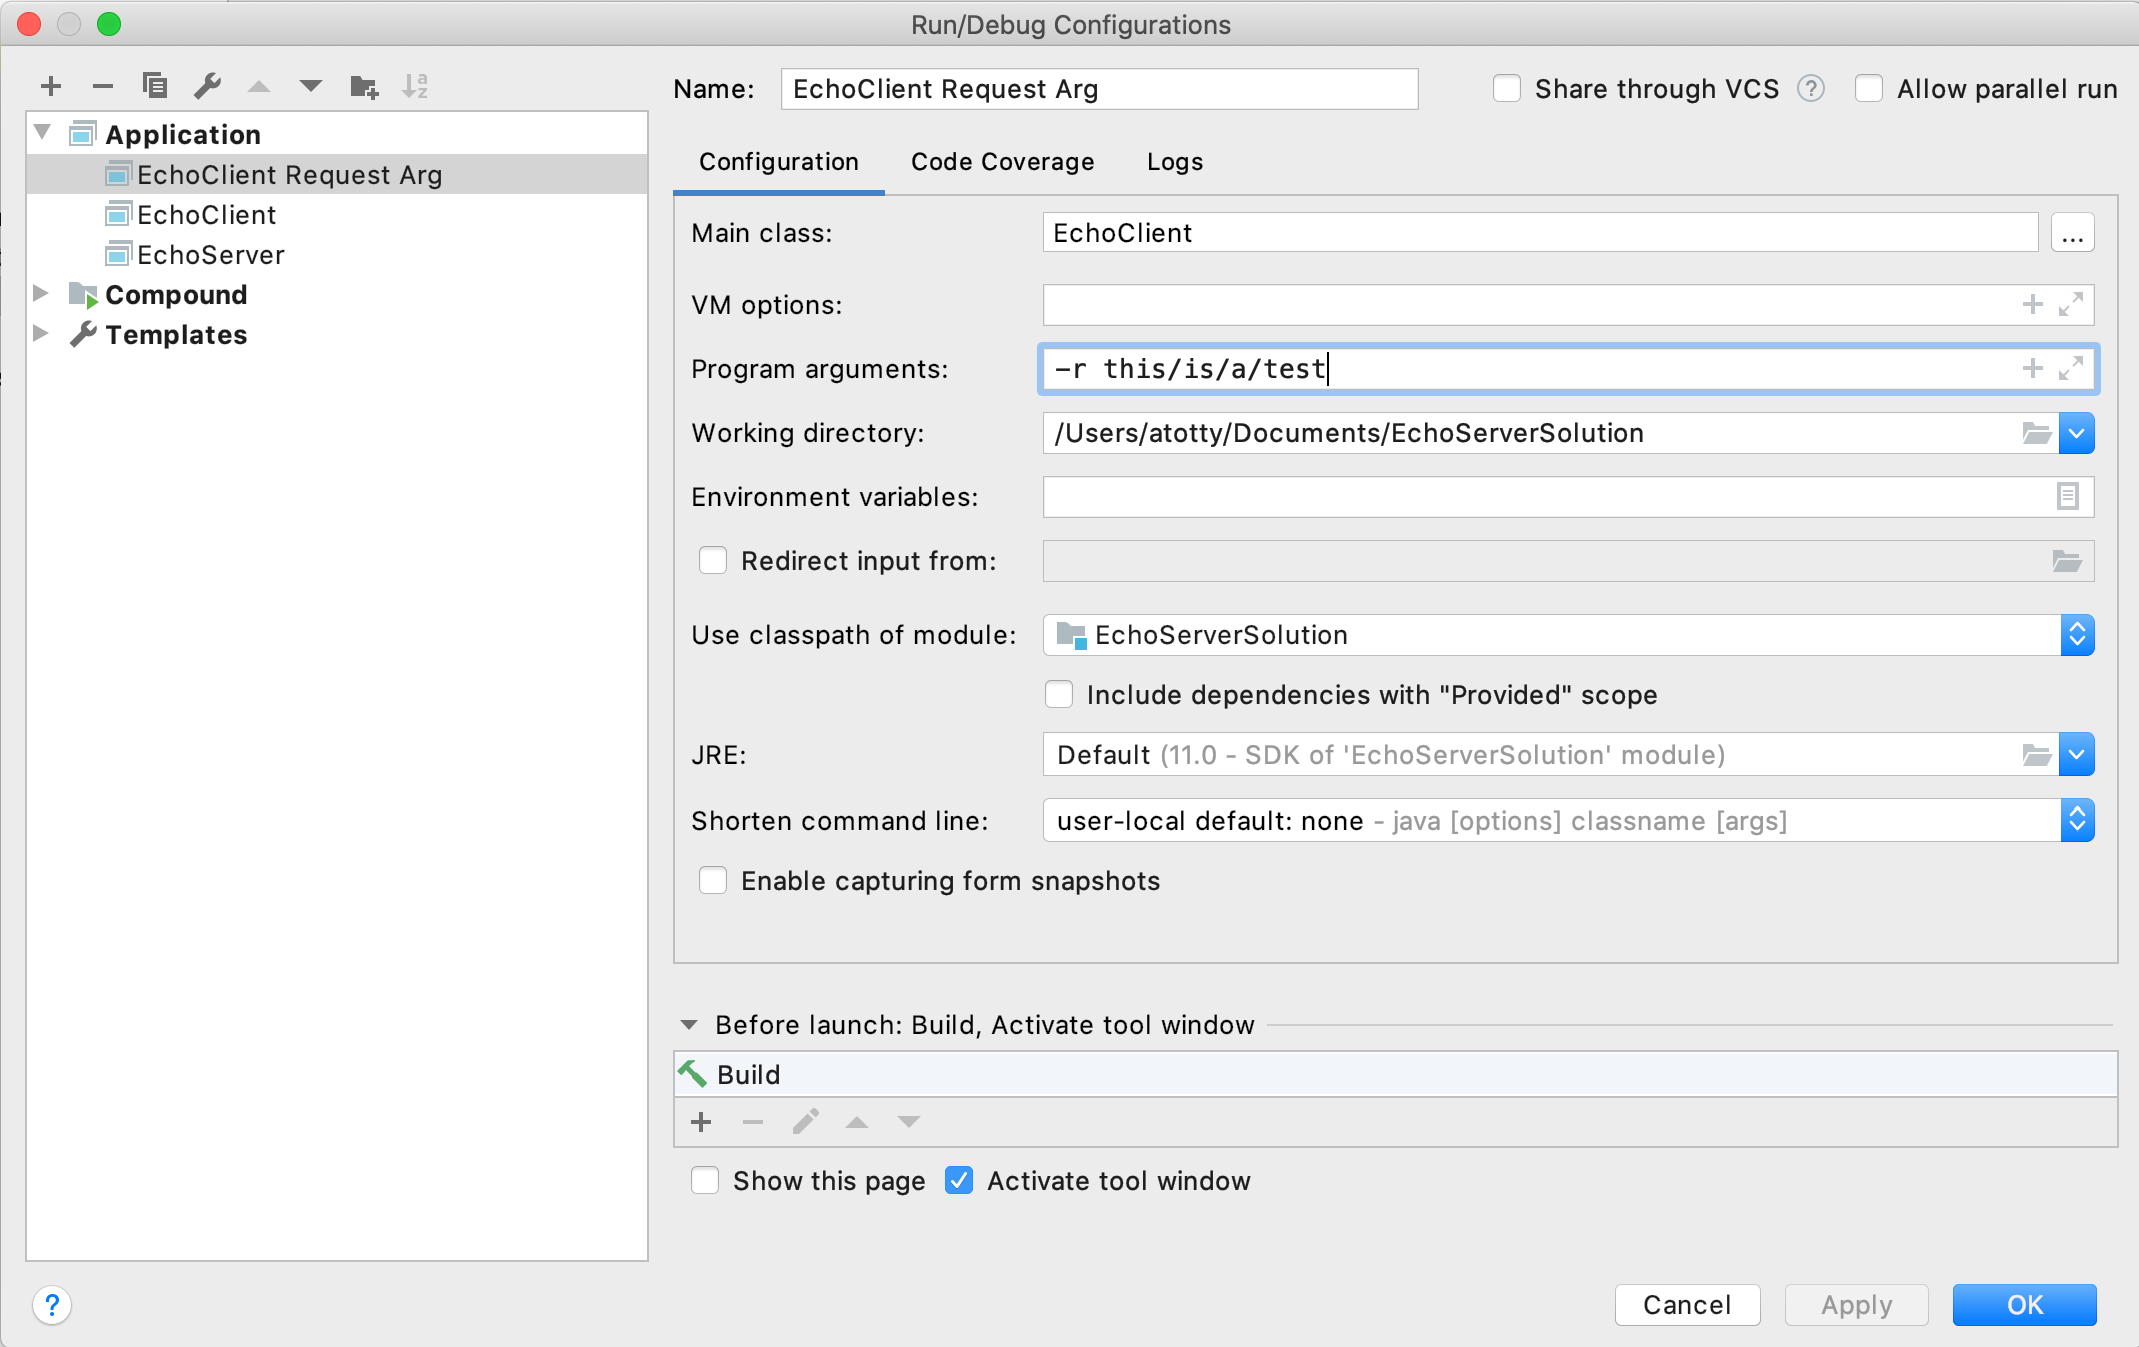 Run/Debug Configurations
Name: EchoClient Request Arg Share through VCS ? Allow parallel run
Application
EchoClient Request Arg
EchoClient
EchoServer
Compound
Templates
Configuration Code Coverage Logs
Main class: EchoClient ...
VM options:
Program arguments: -r this/is/a/test
Working directory: /Users/atotty/Documents/EchoServerSolution
Environment variables:
Redirect input from:
Use classpath of module: EchoServerSolution
Include dependencies with "Provided" scope
JRE: Default (11.0 - SDK of 'EchoServerSolution' module)
Shorten command line: user-local default: none - java [options] classname [args]
Enable capturing form snapshots
Before launch: Build, Activate tool window
Build
Show this page Activate tool window
? Cancel Apply OK